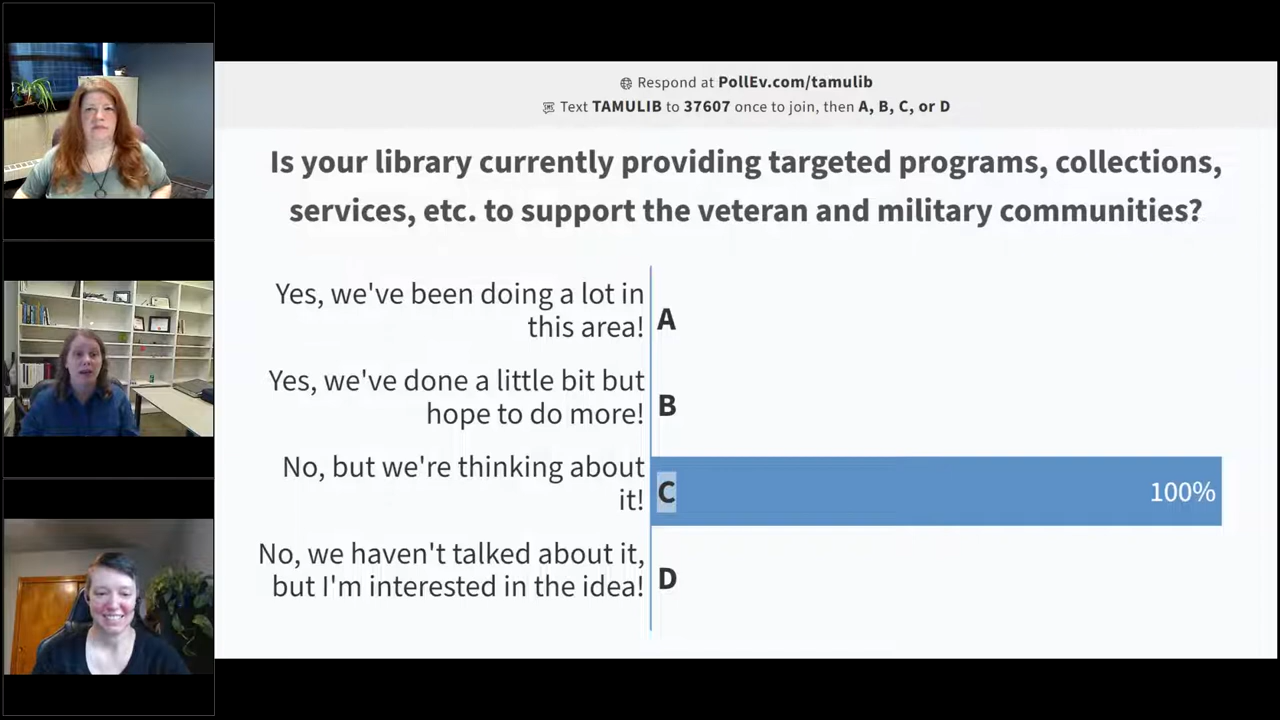 Respond at PollEv.com/tamulib
Text TAMULIB to 37607 once to join, then A, B, C, or D
Is your library currently providing targeted programs, collections,
services, etc. to support the veteran and military communities?
Yes, we've been doing a lot in
this area!
A
Yes, we've done a little bit but
hope to do more!
B
No, but we're thinking about
it!
C
100%
No, we haven't talked about it,
but I'm interested in the idea!
D